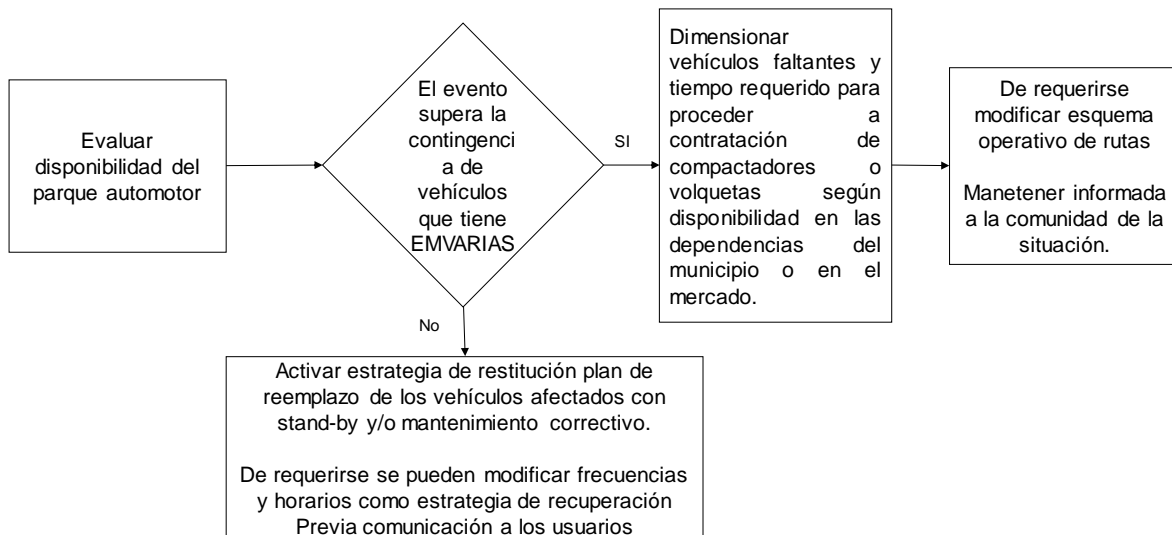 Evaluar
disponibilidad del
parque automotor
El evento
supera la
contingenci
a de
vehículos
que tiene
EMVARIAS
SI
Dimensionar
vehículos faltantes y
tiempo requerido para
proceder a
contratación de
compactadores o
volquetas según
disponibilidad en las
dependencias del
municipio o en el
mercado.
De requerirse
modificar esquema
operativo de rutas
Manetener informada
a la comunidad de la
situación.
No
Activar estrategia de restitución plan de
reemplazo de los vehículos afectados con
stand-by y/o mantenimiento correctivo.
De requerirse se pueden modificar frecuencias
y horarios como estrategia de recuperación
Previa comunicación a los usuarios